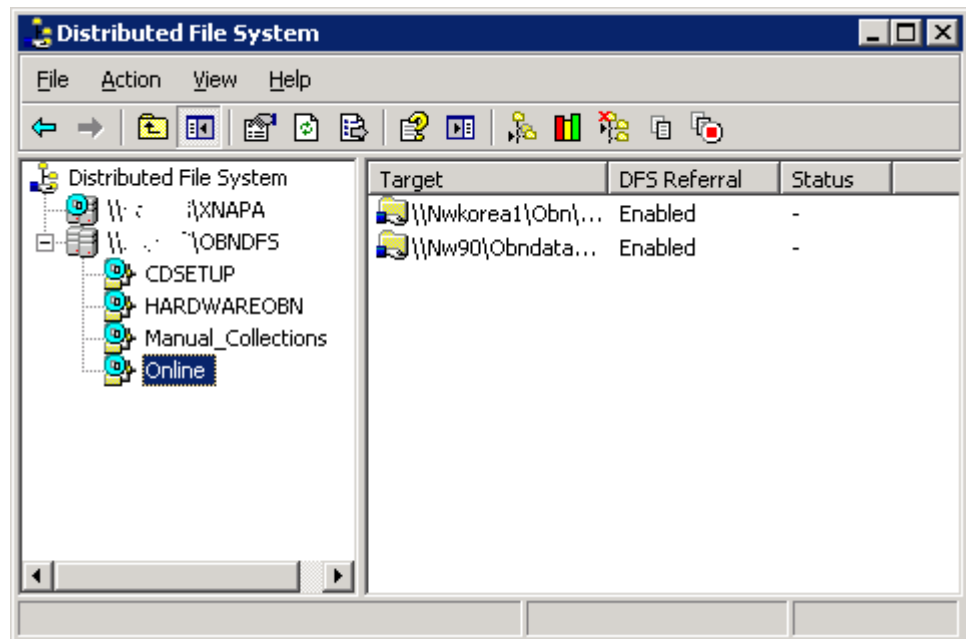 Distributed File System
File Action View Help
Distributed File System
\XNAPA
\OBNDFS
CDSETUP
HARDWAREOBN
Manual_Collections
Online
Target DFS Referral Status
\\Nwkorea1\Obn\... Enabled -
\\Nw90\Obndata... Enabled -